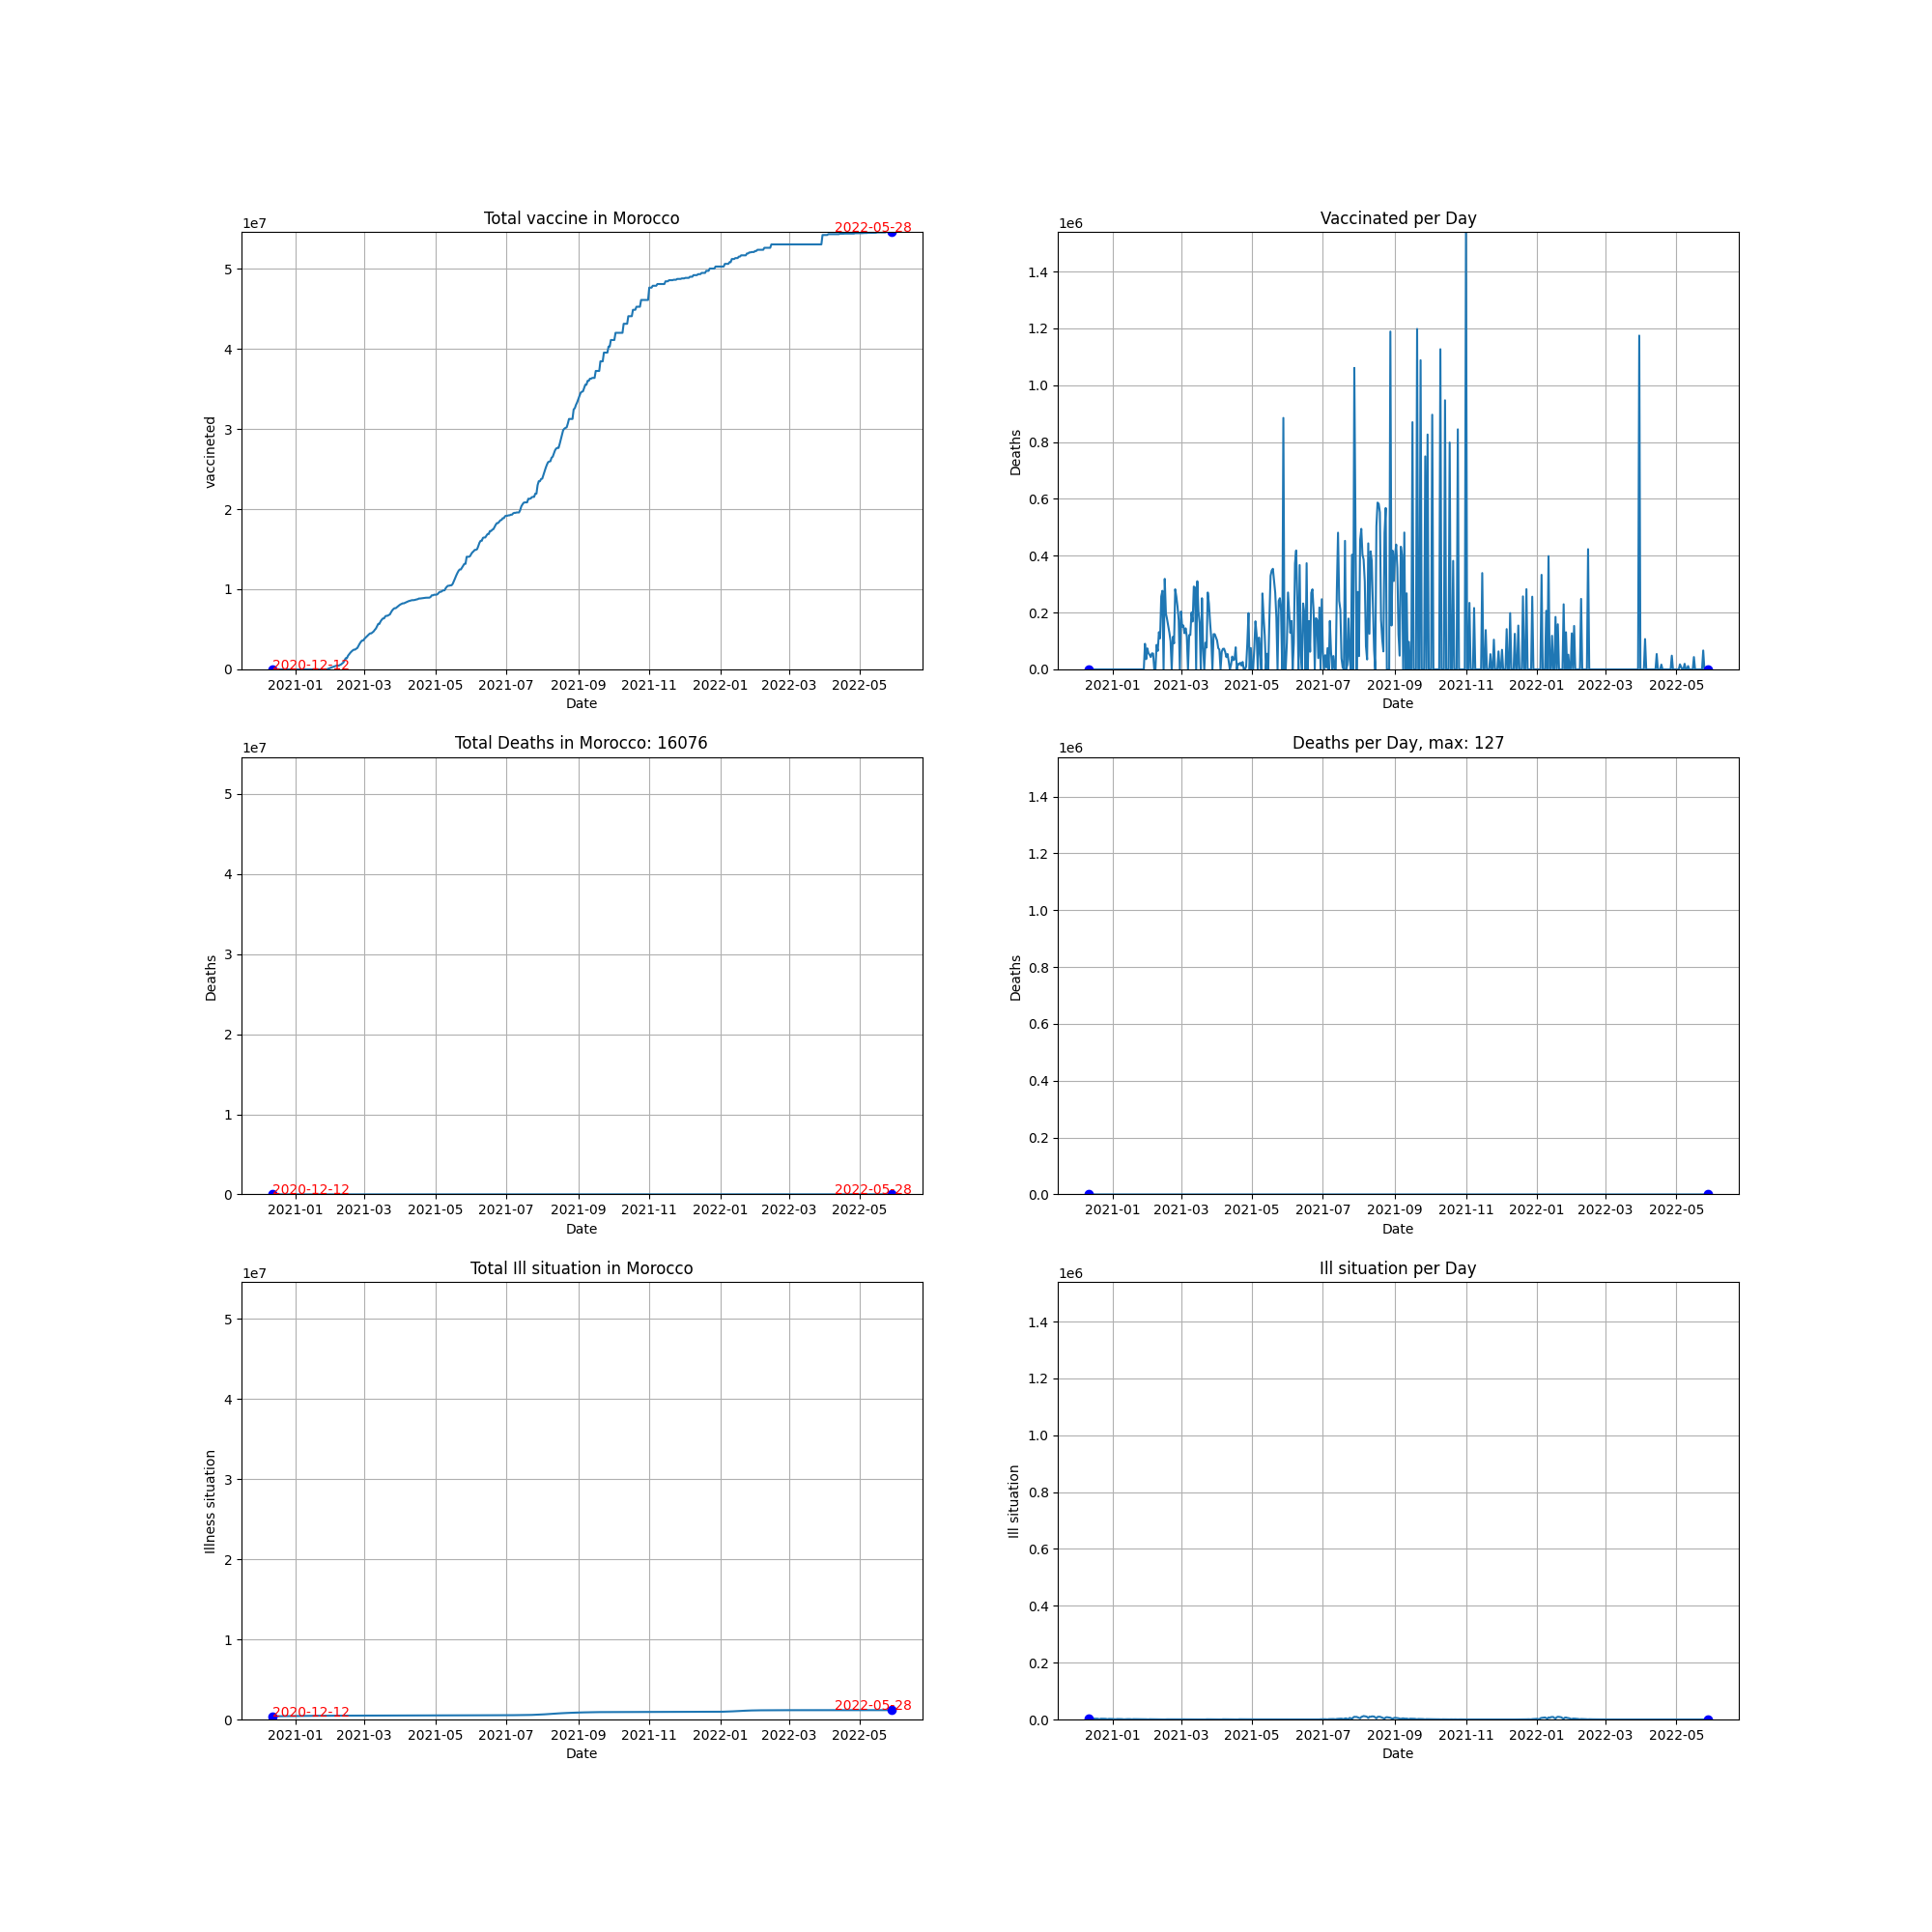 Total vaccine in Morocco
1e7
vaccineted
5
4
3
2
1
0
2020-12-12
2022-05-28
2021-01 2021-03 2021-05 2021-07 2021-09 2021-11 2022-01 2022-03 2022-05
Date
Vaccinated per Day
1e6
Deaths
1.4
1.2
1.0
0.8
0.6
0.4
0.2
0.0
2021-01 2021-03 2021-05 2021-07 2021-09 2021-11 2022-01 2022-03 2022-05
Date
Total Deaths in Morocco: 16076
1e7
Deaths
5
4
3
2
1
0
2020-12-12
2022-05-28
2021-01 2021-03 2021-05 2021-07 2021-09 2021-11 2022-01 2022-03 2022-05
Date
Deaths per Day, max: 127
1e6
Deaths
1.4
1.2
1.0
0.8
0.6
0.4
0.2
0.0
2021-01 2021-03 2021-05 2021-07 2021-09 2021-11 2022-01 2022-03 2022-05
Date
Total Ill situation in Morocco
1e7
Illness situation
5
4
3
2
1
0
2020-12-12
2022-05-28
2021-01 2021-03 2021-05 2021-07 2021-09 2021-11 2022-01 2022-03 2022-05
Date
Ill situation per Day
1e6
Ill situation
1.4
1.2
1.0
0.8
0.6
0.4
0.2
0.0
2021-01 2021-03 2021-05 2021-07 2021-09 2021-11 2022-01 2022-03 2022-05
Date